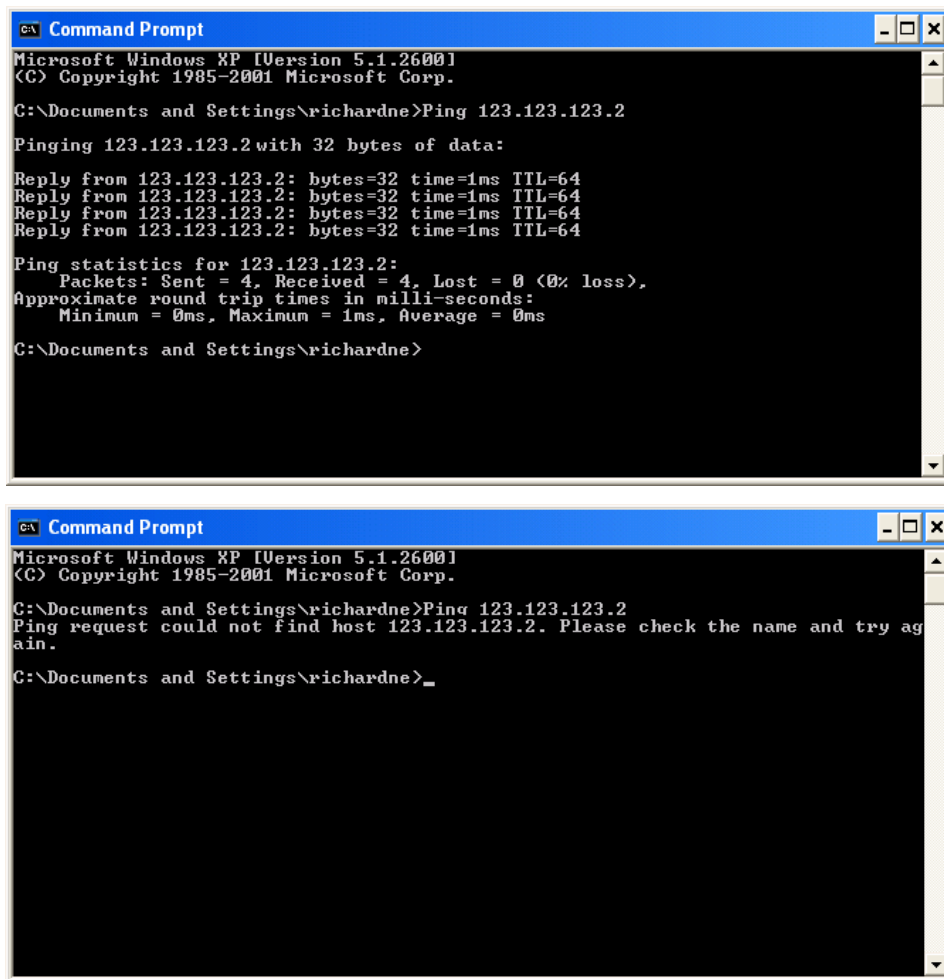 Command Prompt
Microsoft Windows XP [Version 5.1.2600]
(C) Copyright 1985-2001 Microsoft Corp.
C:\Documents and Settings\richardne>Ping 123.123.123.2
Pinging 123.123.123.2 with 32 bytes of data:
Reply from 123.123.123.2: bytes=32 time=1ms TTL=64
Reply from 123.123.123.2: bytes=32 time=1ms TTL=64
Reply from 123.123.123.2: bytes=32 time=1ms TTL=64
Reply from 123.123.123.2: bytes=32 time=1ms TTL=64
Ping statistics for 123.123.123.2:
Packets: Sent = 4, Received = 4, Lost = 0 (0% loss),
Approximate round trip times in milli-seconds:
Minimum = 0ms, Maximum = 1ms, Average = 0ms
C:\Documents and Settings\richardne>
Command Prompt
Microsoft Windows XP [Version 5.1.2600]
(C) Copyright 1985-2001 Microsoft Corp.
C:\Documents and Settings\richardne>Ping 123.123.123.2
Ping request could not find host 123.123.123.2. Please check the name and try ag
ain.
C:\Documents and Settings\richardne>_